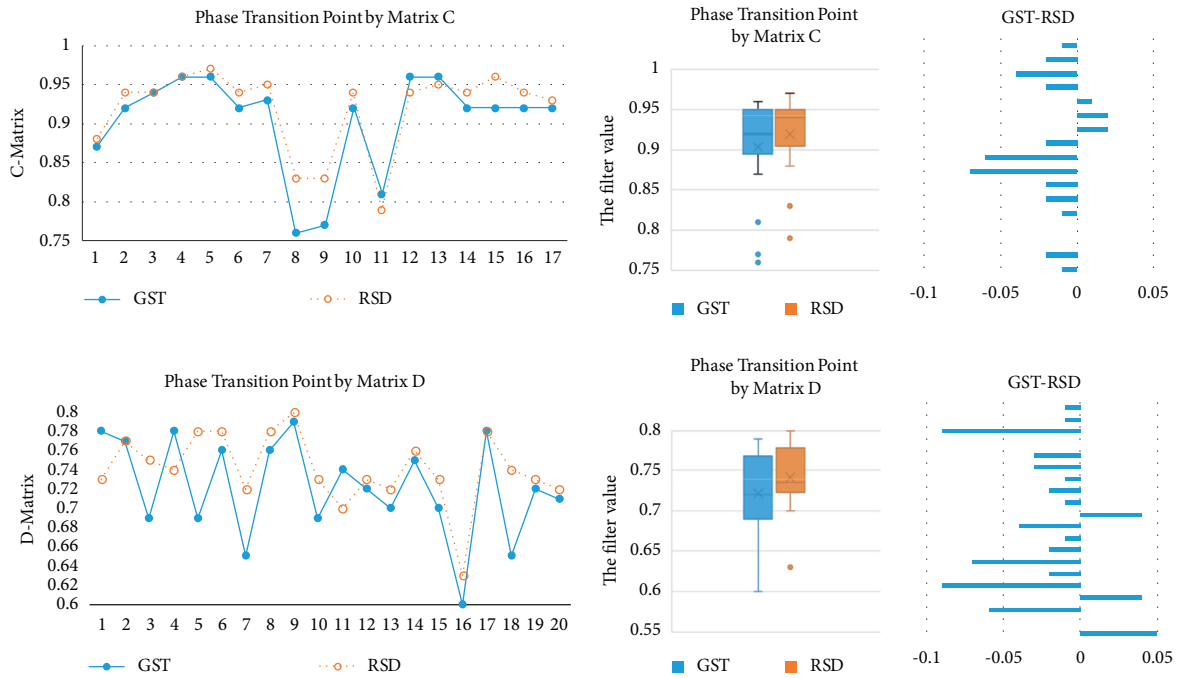 Phase Transition Point by Matrix C
C-Matrix
1
0.95
0.9
0.85
0.8
0.75
1 2 3 4 5 6 7 8 9 10 11 12 13 14 15 16 17
GST RSD
Phase Transition Point
by Matrix C
The filter value
1
0.95
0.9
0.85
0.8
0.75
GST RSD
GST-RSD
-0.1 -0.05 0 0.05
Phase Transition Point by Matrix D
D-Matrix
0.8
0.78
0.76
0.74
0.72
0.7
0.68
0.66
0.64
0.62
0.6
1 2 3 4 5 6 7 8 9 10 11 12 13 14 15 16 17 18 19 20
GST RSD
Phase Transition Point
by Matrix D
The filter value
0.8
0.75
0.7
0.65
0.6
0.55
GST RSD
GST-RSD
-0.1 -0.05 0 0.05